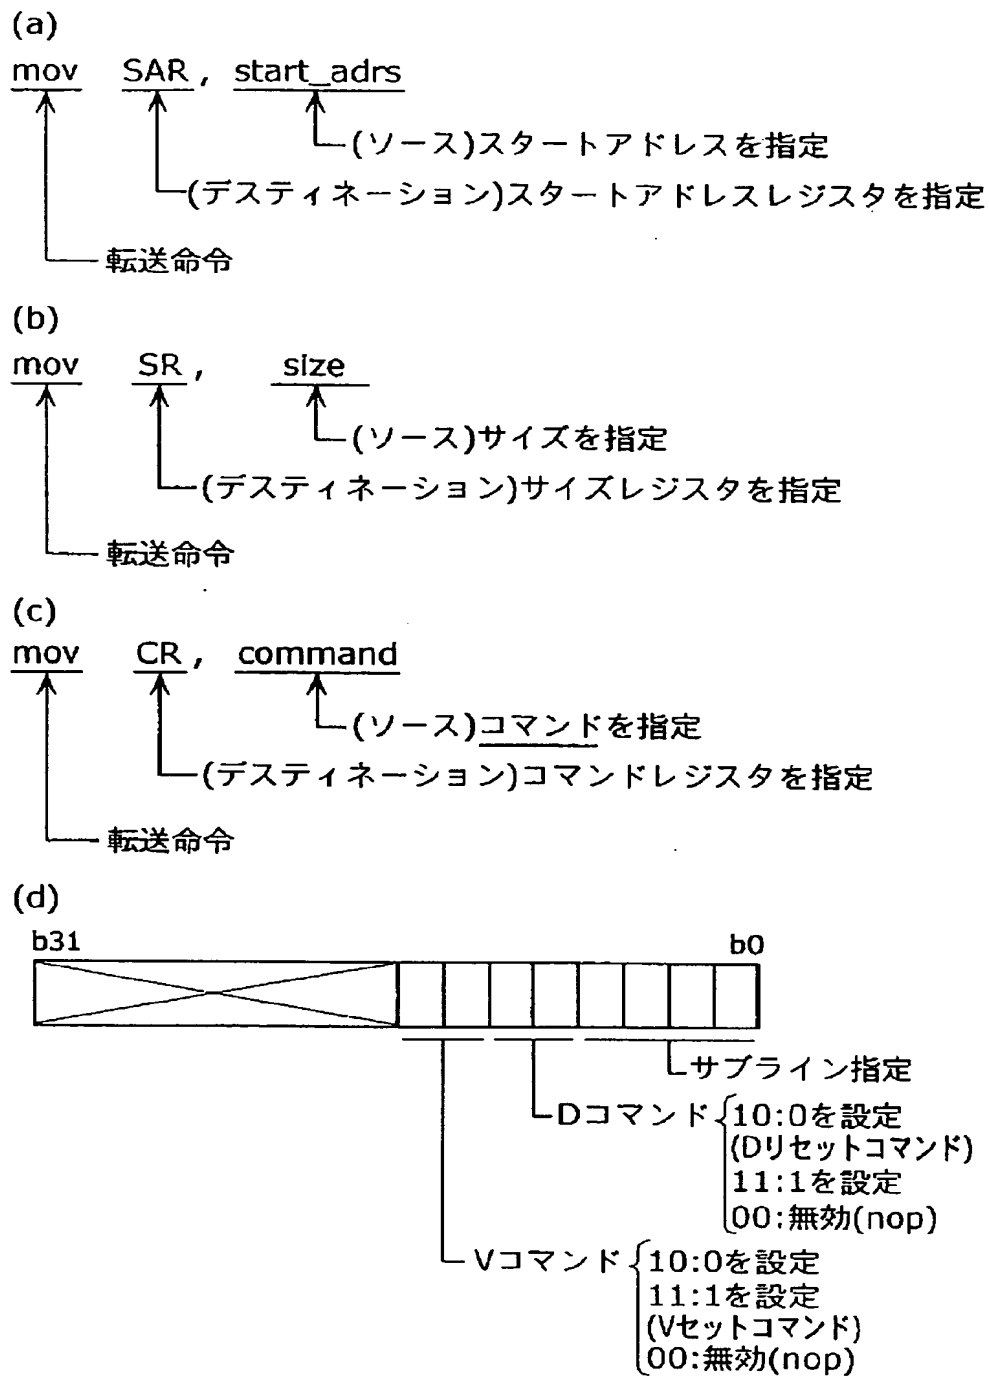 (a)
mov SAR, start_adrs
(ソース)スタートアドレスを指定
(デスティネーション)スタートアドレスレジスタを指定
転送命令
(b)
mov SR, size
(ソース)サイズを指定
(デスティネーション)サイズレジスタを指定
転送命令
(c)
mov CR, command
(ソース)コマンドを指定
(デスティネーション)コマンドレジスタを指定
転送命令
(d)
b31 b0
サブライン指定
Dコマンド 10:0を設定
(Dリセットコマンド)
11:1を設定
00:無効(nop)
Vコマンド 10:0を設定
11:1を設定
(Vセットコマンド)
00:無効(nop)